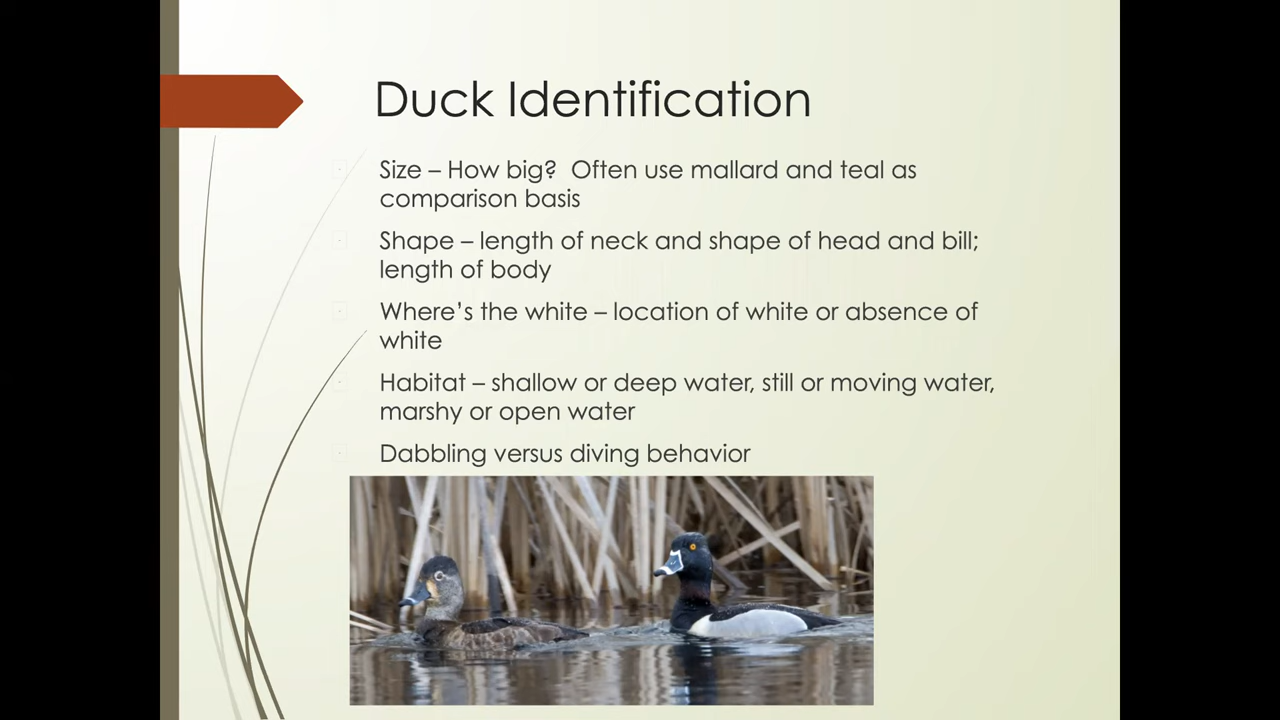 Duck Identification
Size – How big?  Often use mallard and teal as
comparison basis
Shape – length of neck and shape of head and bill;
length of body
Where’s the white – location of white or absence of
white
Habitat – shallow or deep water, still or moving water,
marshy or open water
Dabbling versus diving behavior